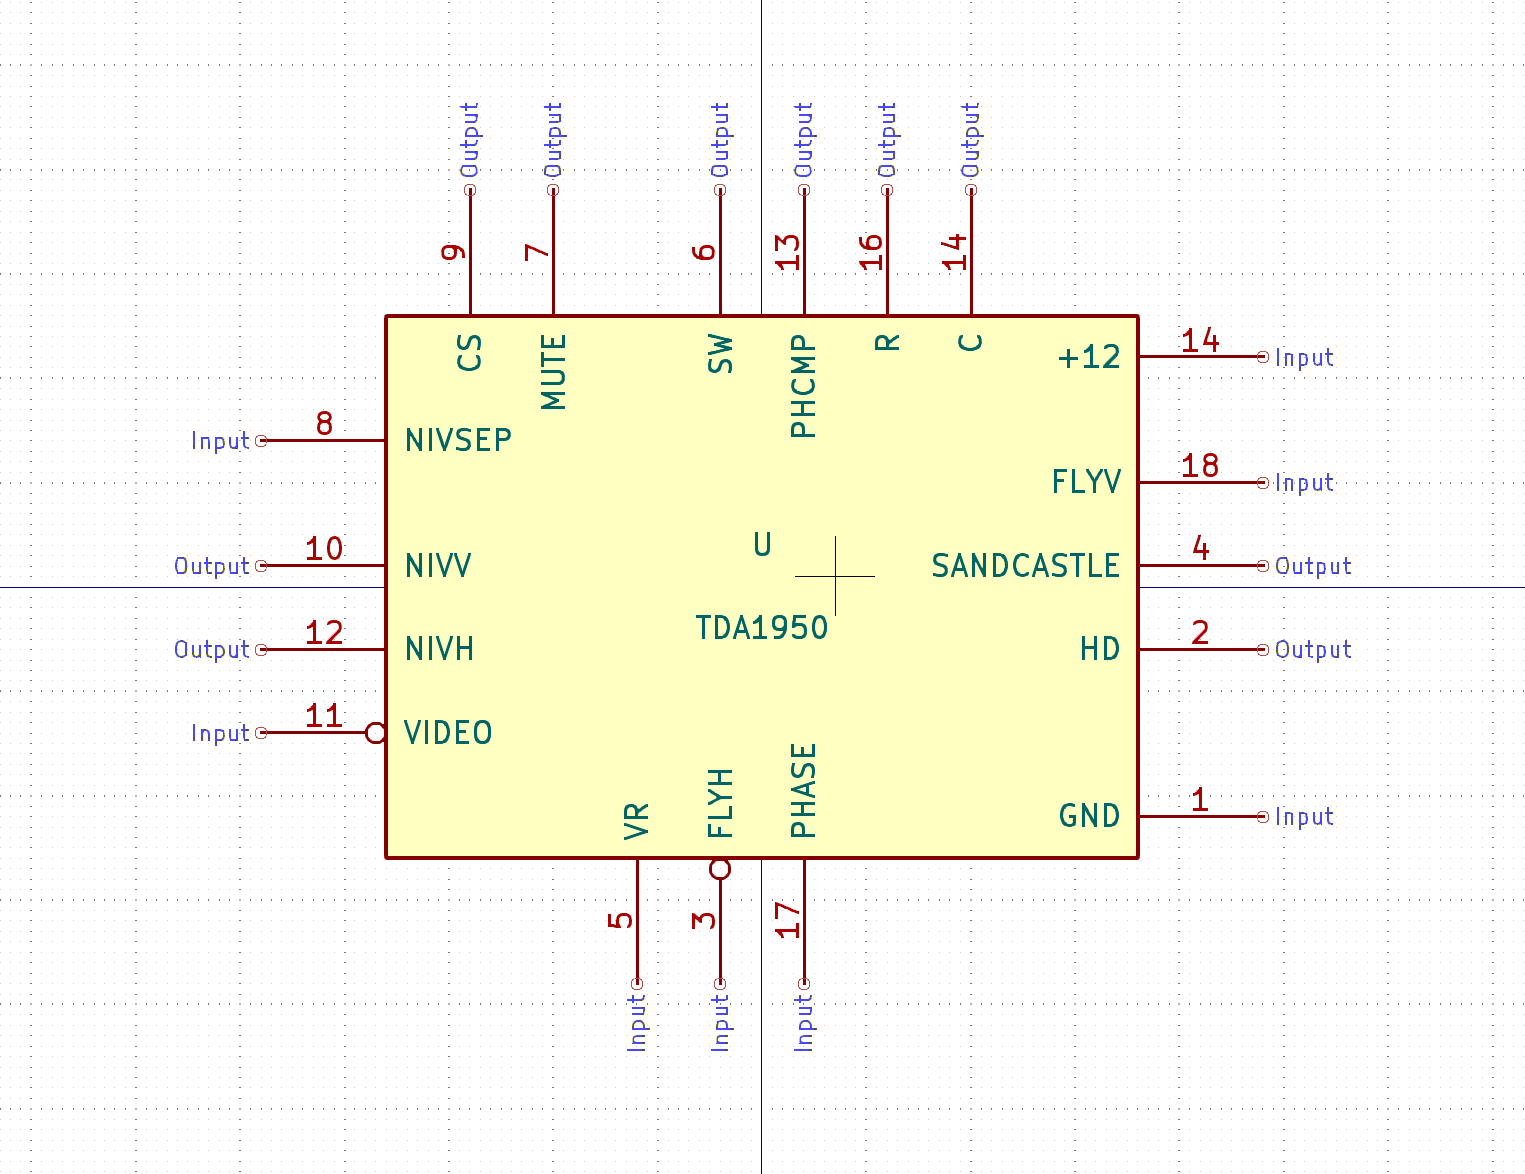 Output
Output
Output
Output
Output
Output
9
7
6
13
16
14
CS
MUTE
SW
PHCMP
R
C
+12
14
Input
Input
8
NIVSEP
FLYV
18
Input
Output
10
NIVV
U
SANDCASTLE
4
Output
TDA1950
Output
12
NIVH
HD
2
Output
Input
11
VIDEO
VR
FLYH
PHASE
GND
1
Input
5
3
17
Input
Input
Input